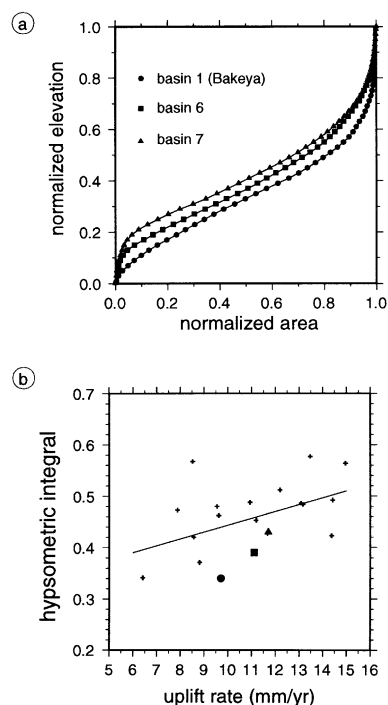 a
1.0
0.8
0.6
0.4
0.2
0.0
normalized elevation
basin 1 (Bakeya)
basin 6
basin 7
0.0 0.2 0.4 0.6 0.8 1.0
normalized area
b
0.7
0.6
0.5
0.4
0.3
0.2
hypsometric integral
5 6 7 8 9 10 11 12 13 14 15 16
uplift rate (mm/yr)